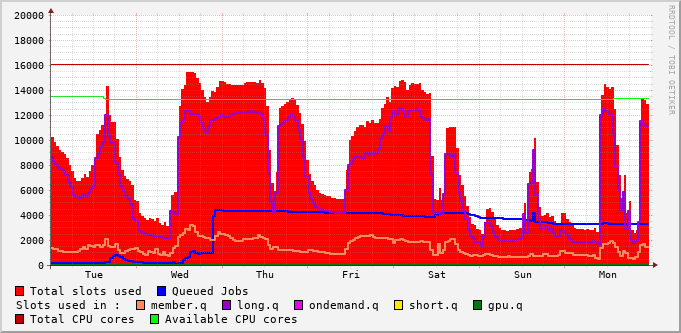 RRDTOOL / TOBI OETIKER
20000
18000
16000
14000
12000
10000
8000
6000
4000
2000
0
Tue Wed Thu Fri Sat Sun Mon
Total slots used Queued Jobs
Slots used in : member.q long.q ondemand.q short.q gpu.q
Total CPU cores Available CPU cores